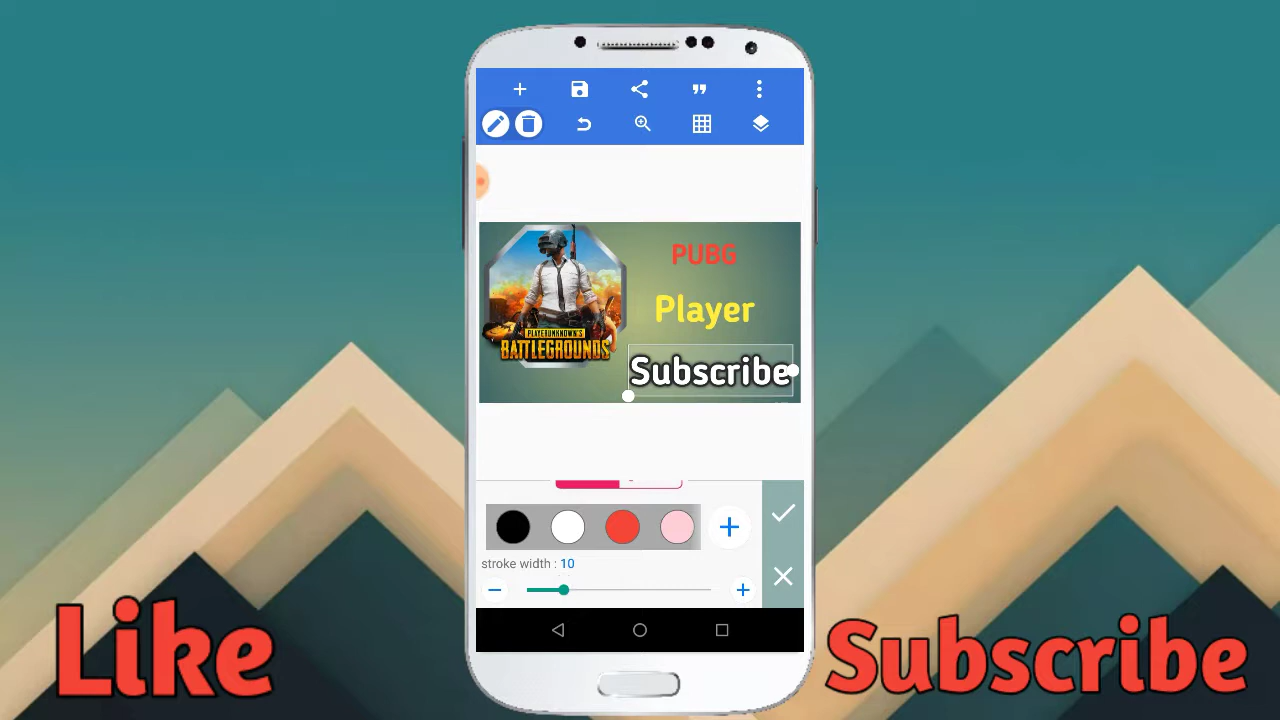 PUBG
Player
PLAYERUNKNOWN'S
BATTLEGROUNDS
Subscribe
stroke width : 10
Like
Subscribe